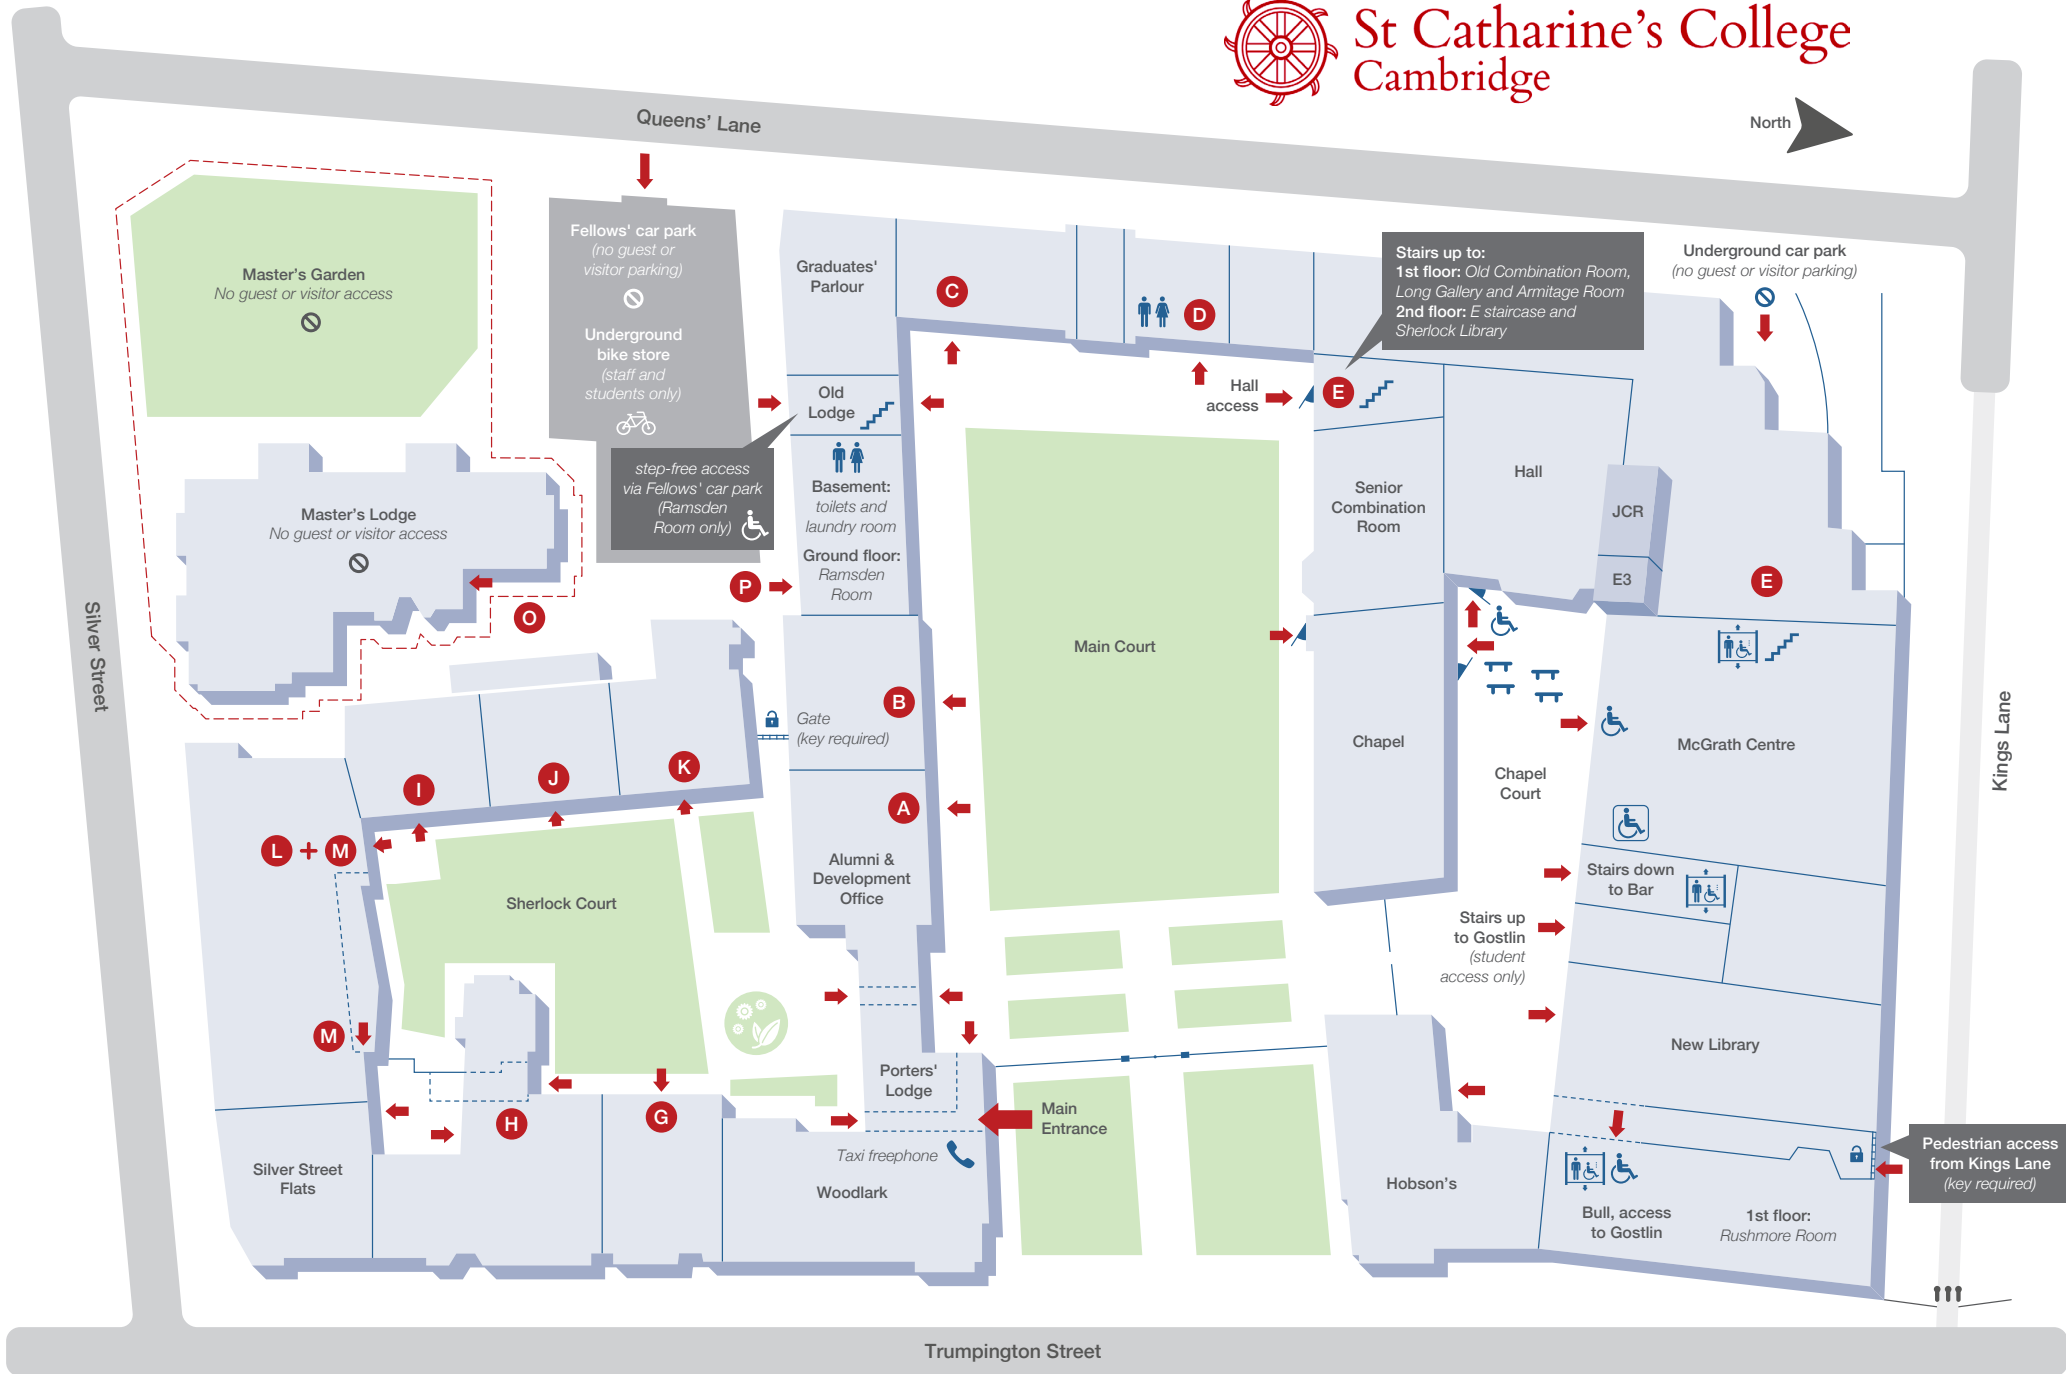 St Catharine's College
Cambridge
North
Queens' Lane
Silver Street
Kings Lane
Trumpington Street
Master's Garden
No guest or visitor access
Fellows' car park
(no guest or
visitor parking)
Underground
bike store
(staff and
students only)
step-free access
via Fellows' car park
(Ramsden
Room only)
Graduates'
Parlour
Old
Lodge
Basement:
toilets and
laundry room
Ground floor:
Ramsden
Room
P
C
D
Hall
access
E
Stairs up to:
1st floor: Old Combination Room,
Long Gallery and Armitage Room
2nd floor: E staircase and
Sherlock Library
Underground car park
(no guest or visitor parking)
Hall
JCR
E3
E
Senior
Combination
Room
Master's Lodge
No guest or visitor access
O
Main Court
B
Gate
(key required)
A
Alumni &
Development
Office
Chapel
Chapel
Court
McGrath Centre
Stairs down
to Bar
Stairs up
to Gostlin
(student
access only)
New Library
I
J
K
L + M
Sherlock Court
M
H
G
Silver Street
Flats
Porters'
Lodge
Main
Entrance
Taxi freephone
Woodlark
Hobson's
Bull, access
to Gostlin
1st floor:
Rushmore Room
Pedestrian access
from Kings Lane
(key required)